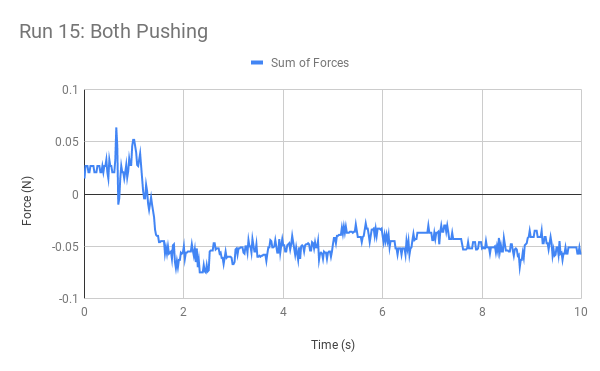 Run 15: Both Pushing
Sum of Forces
Force (N)
0.1
0.05
0
-0.05
-0.1
0 2 4 6 8 10
Time (s)